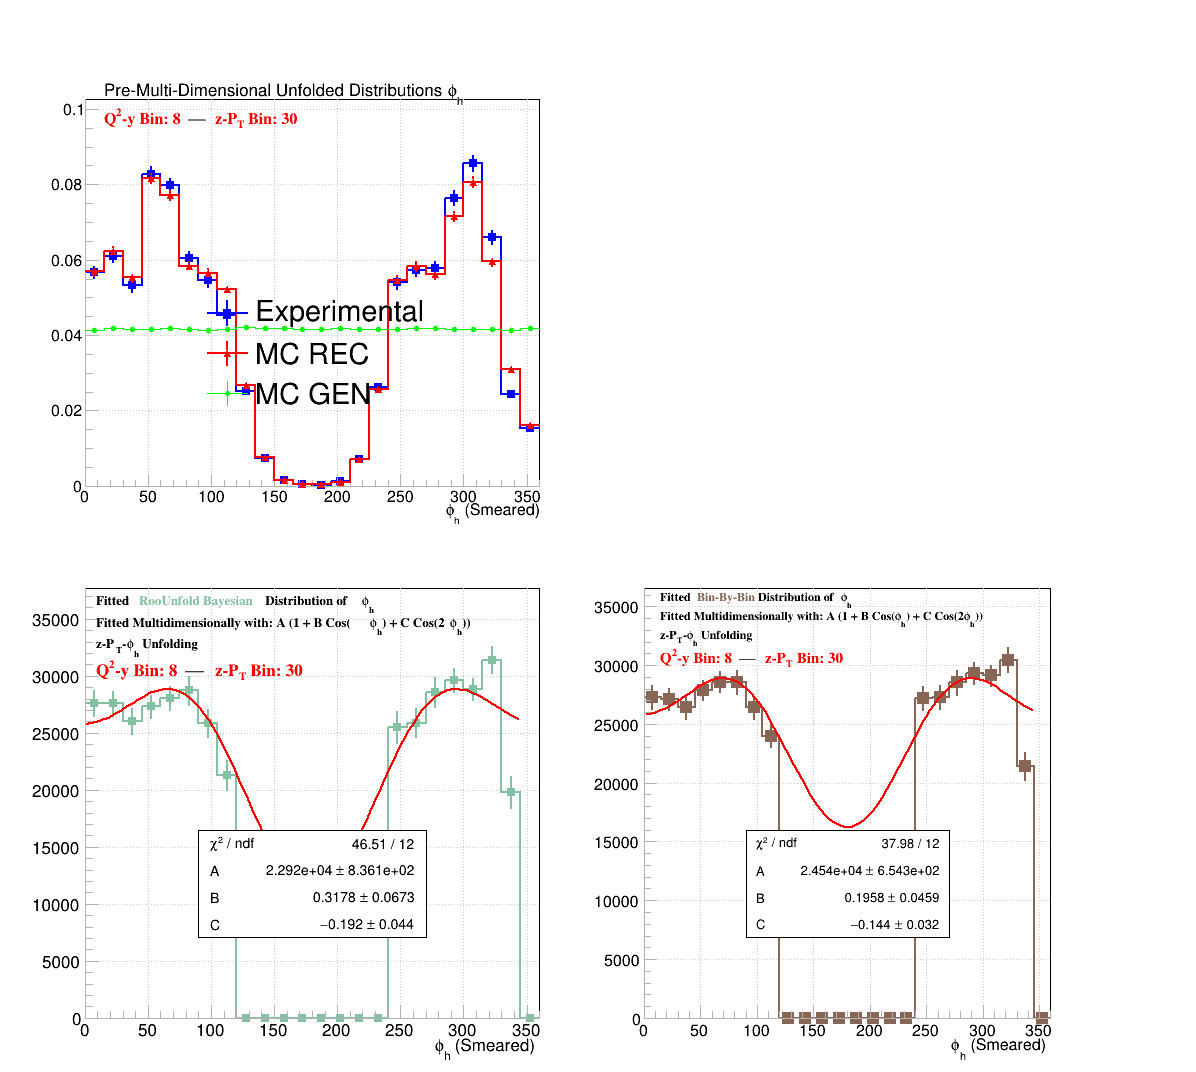 Pre-Multi-Dimensional Unfolded Distributions ϕh
Q²-y Bin: 8 — z-PT Bin: 30
0.1
0.08
0.06
0.04
0.02
0
Experimental
MC REC
MC GEN
0 50 100 150 200 250 300 350
ϕh (Smeared)
Fitted RooUnfold Bayesian Distribution of ϕh
Fitted Multidimensionally with: A (1 + B Cos( ϕh) + C Cos(2 ϕh))
z-PT-ϕh Unfolding
Q²-y Bin: 8 — z-PT Bin: 30
35000
30000
25000
20000
15000
10000
5000
0
χ² / ndf 46.51 / 12
A 2.292e+04 ± 8.361e+02
B 0.3178 ± 0.0673
C −0.192 ± 0.044
0 50 100 150 200 250 300 350
ϕh (Smeared)
Fitted Bin-By-Bin Distribution of ϕh
Fitted Multidimensionally with: A (1 + B Cos(ϕh) + C Cos(2ϕh))
z-PT-ϕh Unfolding
Q²-y Bin: 8 — z-PT Bin: 30
35000
30000
25000
20000
15000
10000
5000
0
χ² / ndf 37.98 / 12
A 2.454e+04 ± 6.543e+02
B 0.1958 ± 0.0459
C −0.144 ± 0.032
0 50 100 150 200 250 300 350
ϕh (Smeared)